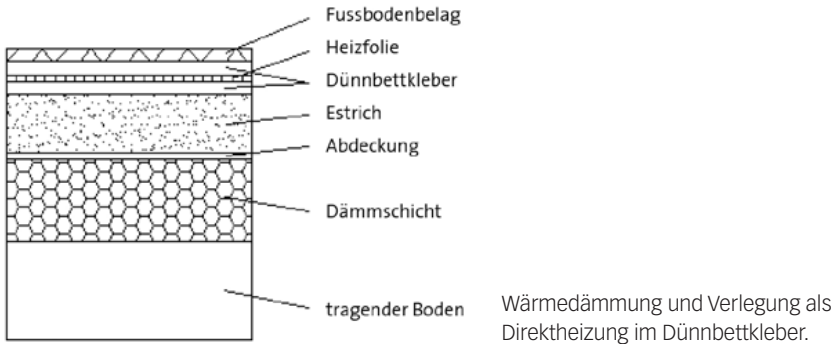 Fussbodenbelag
Heizfolie
Dünnbettkleber
Estrich
Abdeckung
Dämmschicht
tragender Boden
Wärmedämmung und Verlegung als
Direktheizung im Dünnbettkleber.